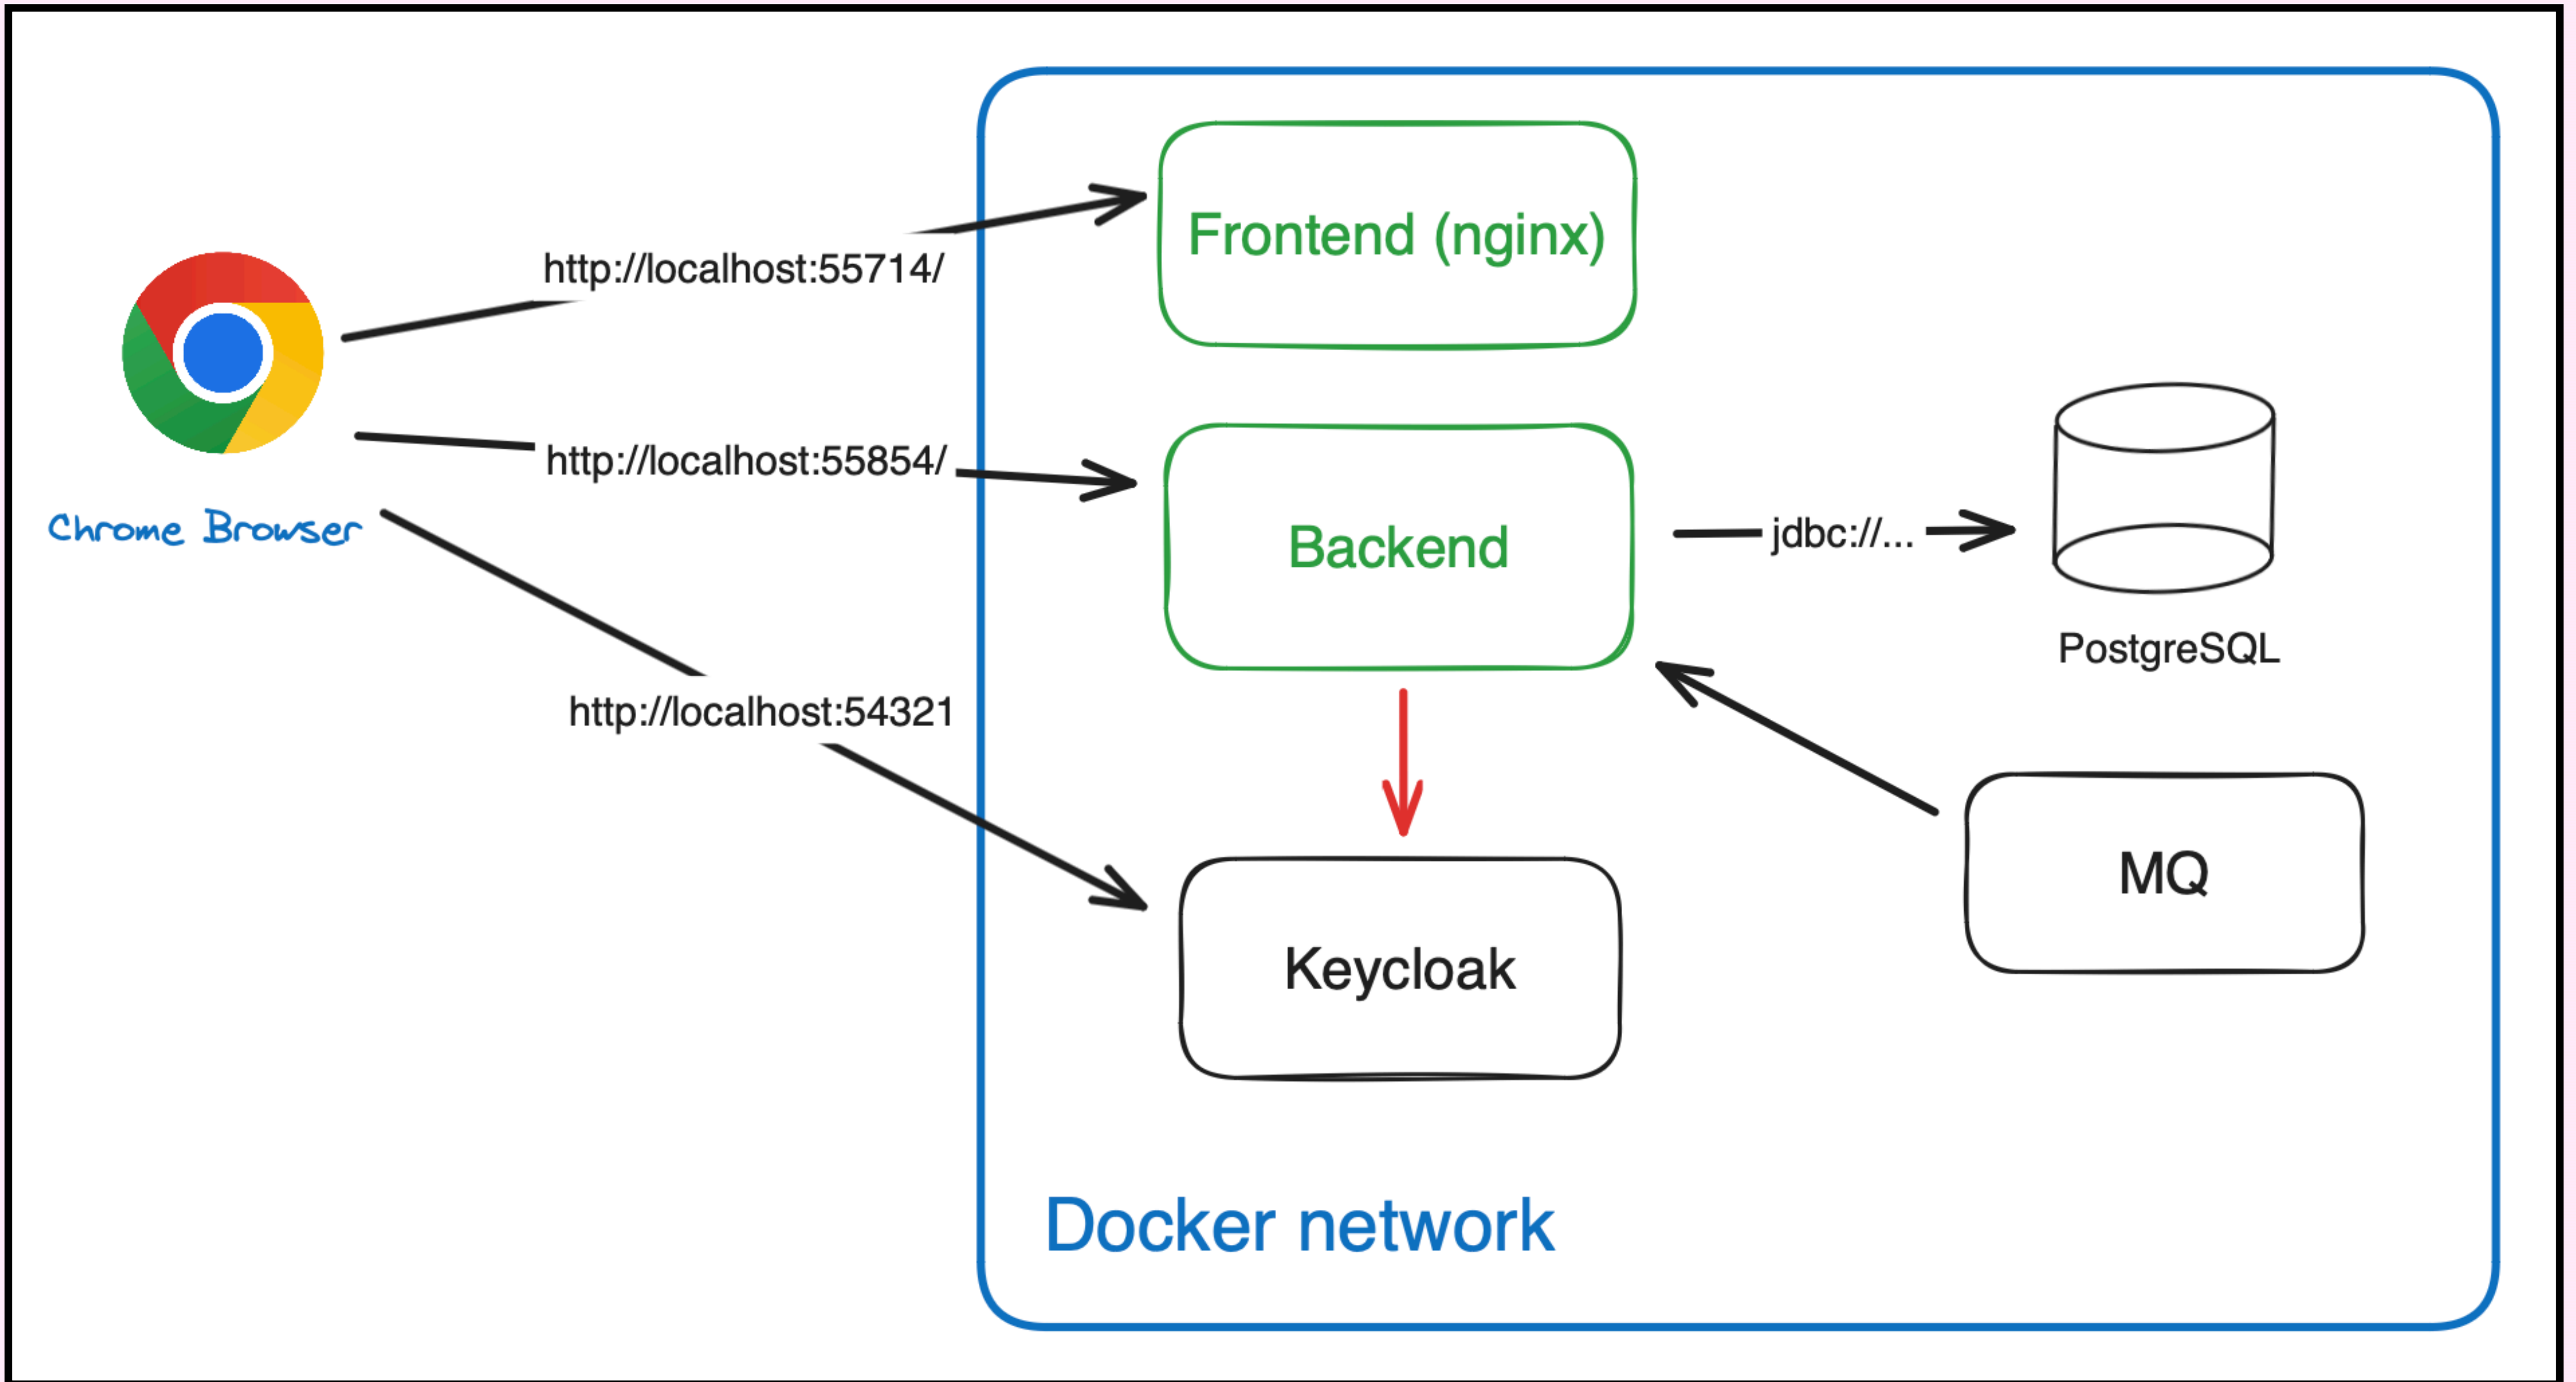 Frontend (nginx)
http://localhost:55714/
http://localhost:55854/
Chrome Browser
Backend
jdbc://...
PostgreSQL
http://localhost:54321
MQ
Keycloak
Docker network